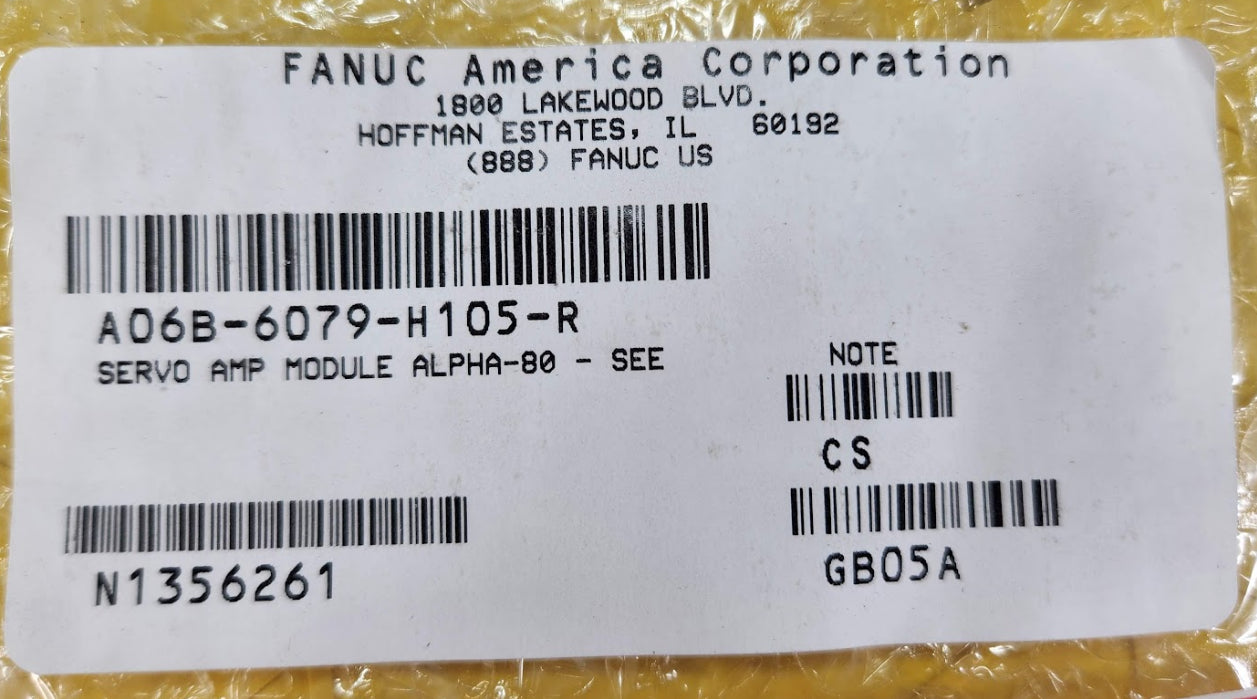 FANUC America Corporation
1800 LAKEWOOD BLVD.
HOFFMAN ESTATES, IL 60192
(888) FANUC US
A06B-6079-H105-R
SERVO AMP MODULE ALPHA-80 - SEE
NOTE
CS
N1356261
GB05A